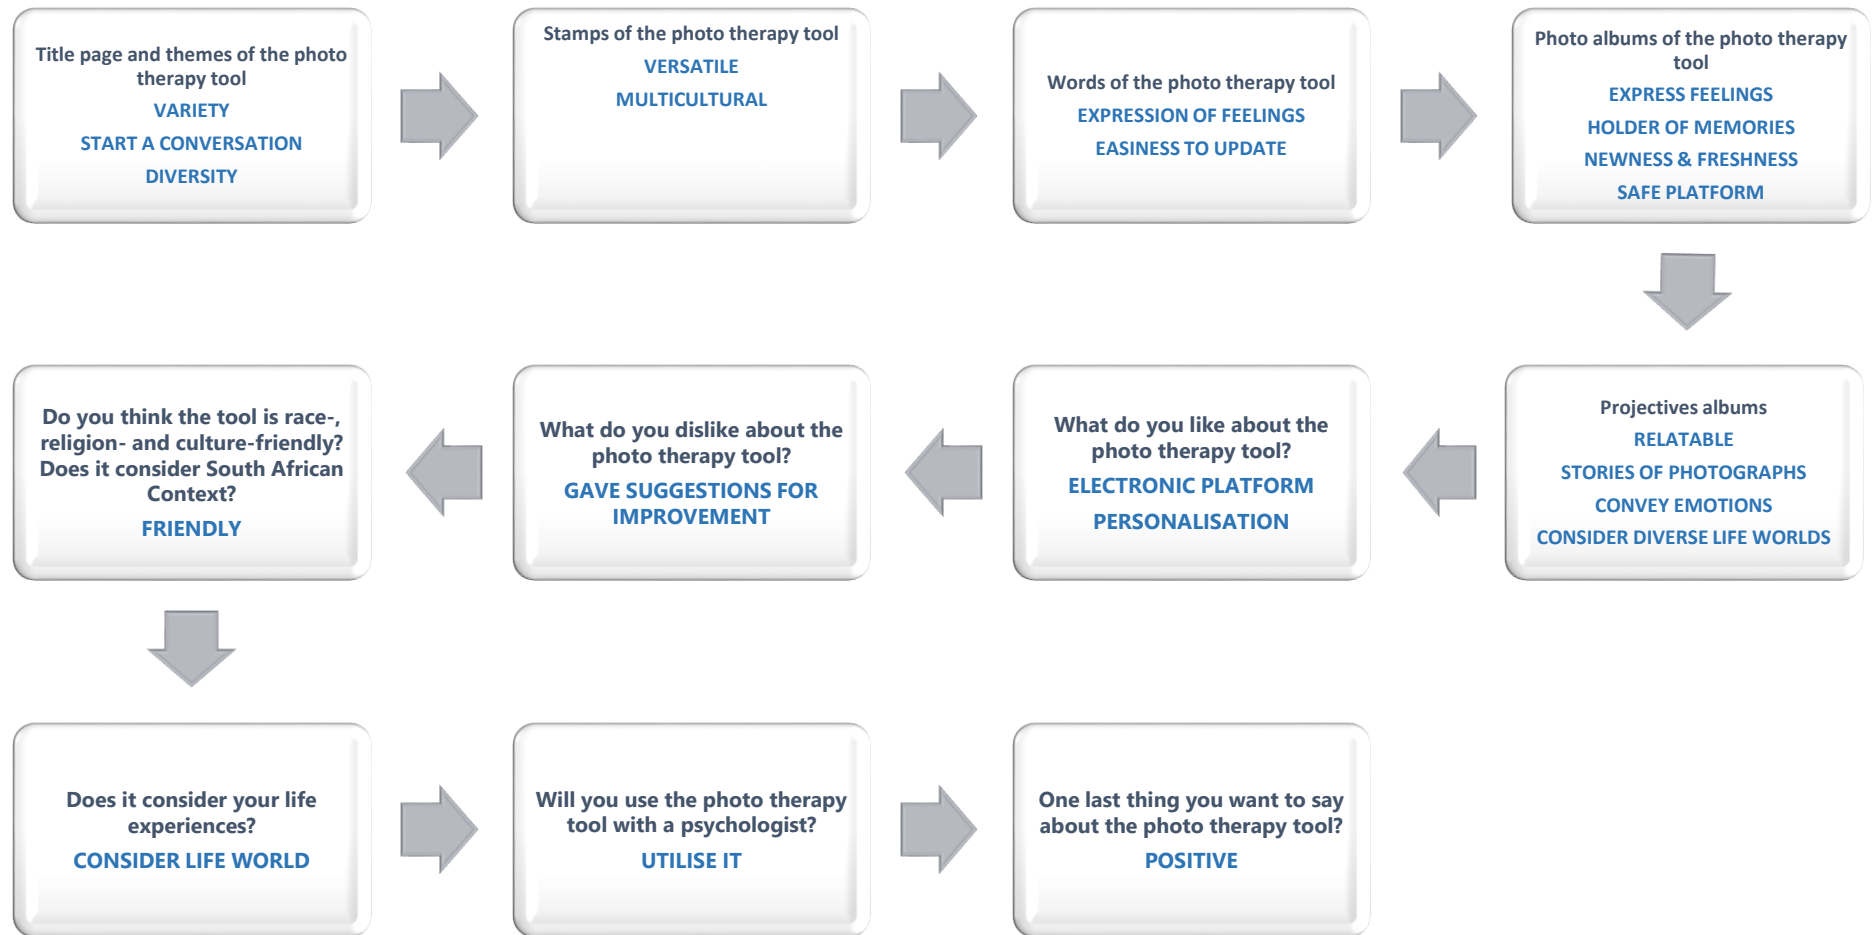 Title page and themes of the photo
therapy tool
VARIETY
START A CONVERSATION
DIVERSITY
Stamps of the photo therapy tool
VERSATILE
MULTICULTURAL
Words of the photo therapy tool
EXPRESSION OF FEELINGS
EASINESS TO UPDATE
Photo albums of the photo therapy
tool
EXPRESS FEELINGS
HOLDER OF MEMORIES
NEWNESS & FRESHNESS
SAFE PLATFORM
Projectives albums
RELATABLE
STORIES OF PHOTOGRAPHS
CONVEY EMOTIONS
CONSIDER DIVERSE LIFE WORLDS
What do you like about the
photo therapy tool?
ELECTRONIC PLATFORM
PERSONALISATION
What do you dislike about the
photo therapy tool?
GAVE SUGGESTIONS FOR
IMPROVEMENT
Do you think the tool is race-,
religion- and culture-friendly?
Does it consider South African
Context?
FRIENDLY
Does it consider your life
experiences?
CONSIDER LIFE WORLD
Will you use the photo therapy
tool with a psychologist?
UTILISE IT
One last thing you want to say
about the photo therapy tool?
POSITIVE